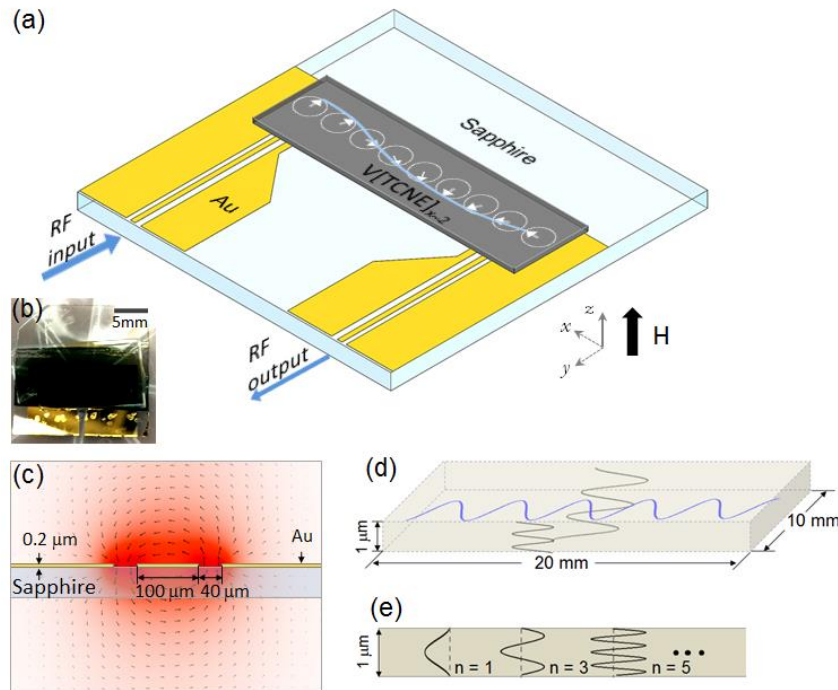 (a)
Sapphire
V[TCNE]x~2
Au
RF
input
RF
output
z
x
y
H
(b)
5mm
(c)
0.2 μm
Au
Sapphire
100 μm
40 μm
(d)
1 μm
20 mm
10 mm
(e)
1 μm
n = 1
n = 3
n = 5
•••